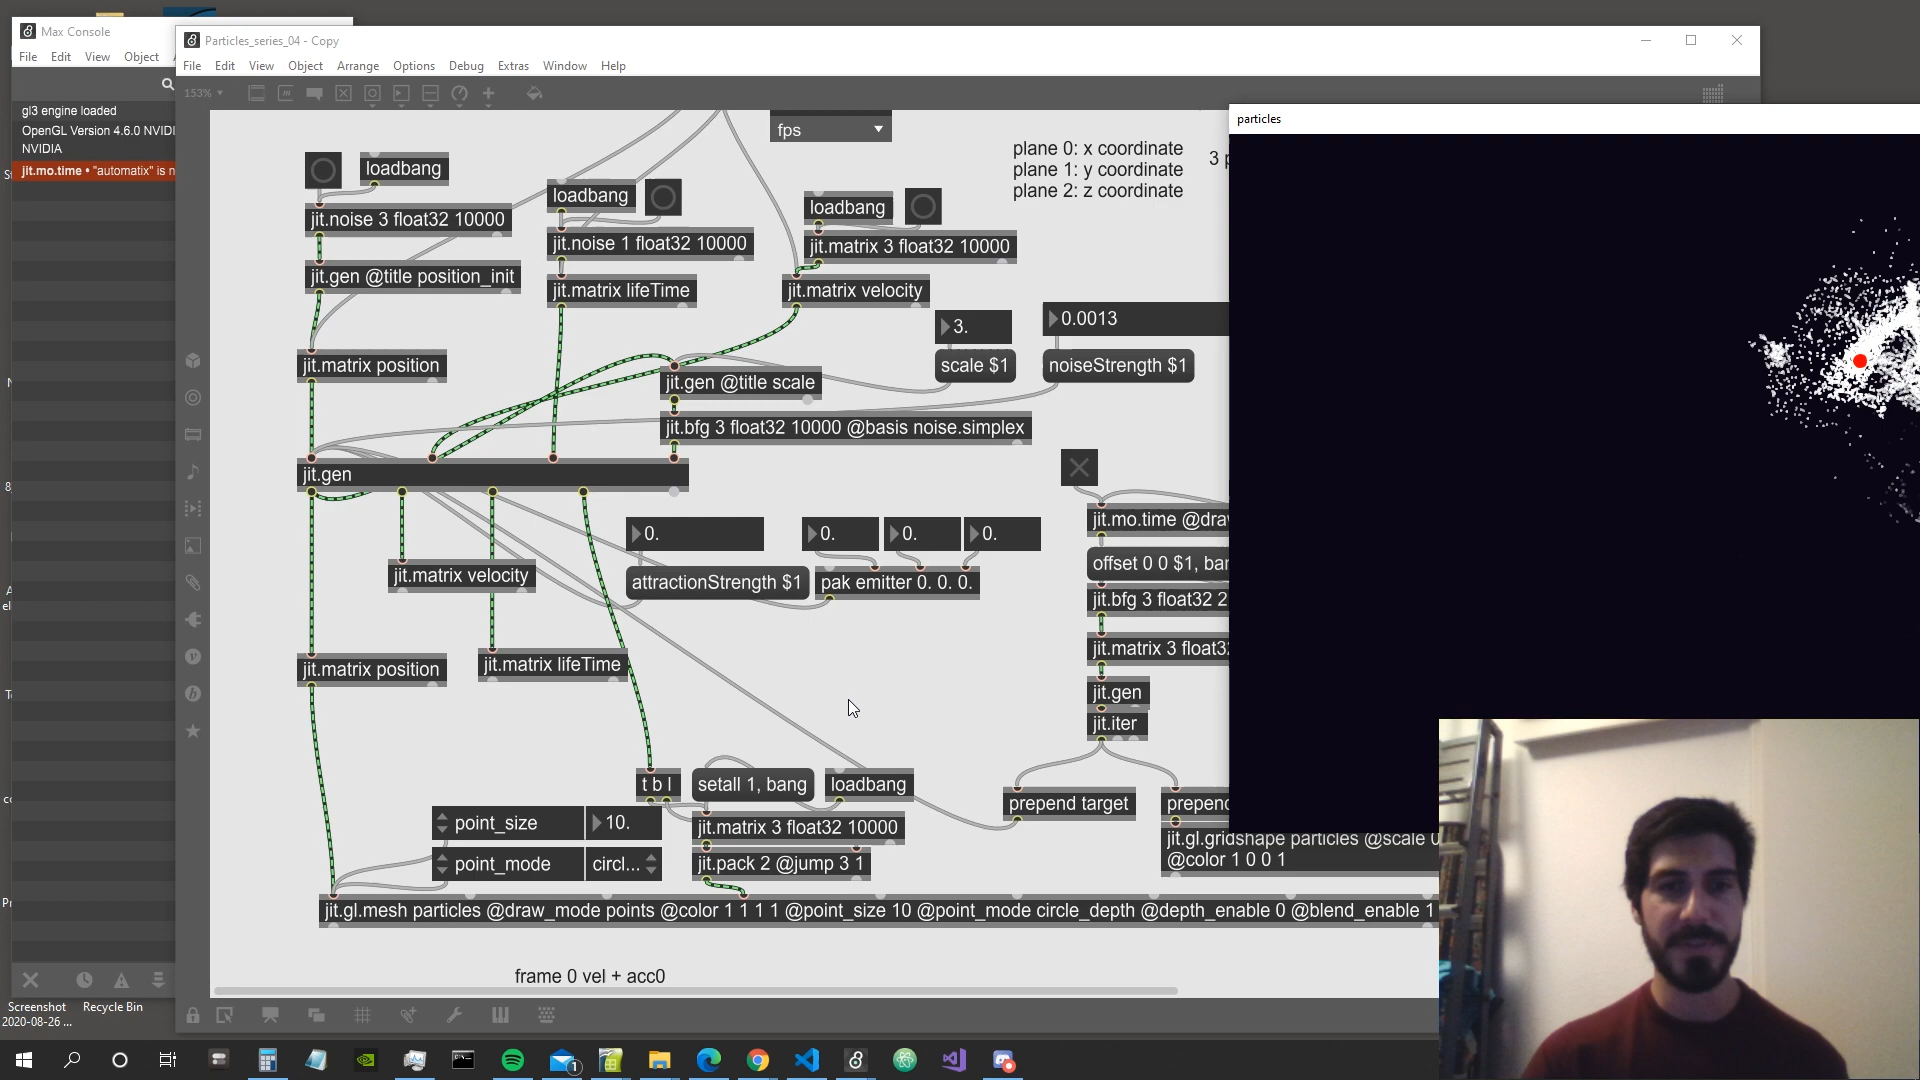 Max Console
File Edit View Object
gl3 engine loaded
OpenGL Version 4.6.0 NVIDI
NVIDIA
jit.mo.time • "automatix" is n
Particles_series_04 - Copy
File Edit View Object Arrange Options Debug Extras Window Help
153%
fps
plane 0: x coordinate
plane 1: y coordinate
plane 2: z coordinate
3 p
particles
loadbang
jit.noise 3 float32 10000
jit.gen @title position_init
jit.matrix position
loadbang
jit.noise 1 float32 10000
jit.matrix lifeTime
loadbang
jit.matrix 3 float32 10000
jit.matrix velocity
3.
scale $1
0.0013
noiseStrength $1
jit.gen @title scale
jit.bfg 3 float32 10000 @basis noise.simplex
jit.gen
0.
attractionStrength $1
0. 0. 0.
pak emitter 0. 0. 0.
jit.matrix velocity
jit.matrix position
jit.matrix lifeTime
jit.mo.time @drav
offset 0 0 $1, bar
jit.bfg 3 float32 2
jit.matrix 3 float32
jit.gen
jit.iter
prepend target
prepend
jit.gl.gridshape particles @scale 0
@color 1 0 0 1
t b l
setall 1, bang
loadbang
jit.matrix 3 float32 10000
jit.pack 2 @jump 3 1
point_size 10.
point_mode circl...
jit.gl.mesh particles @draw_mode points @color 1 1 1 1 @point_size 10 @point_mode circle_depth @depth_enable 0 @blend_enable 1
frame 0 vel + acc0
Screenshot
2020-08-26 ...
Recycle Bin
1